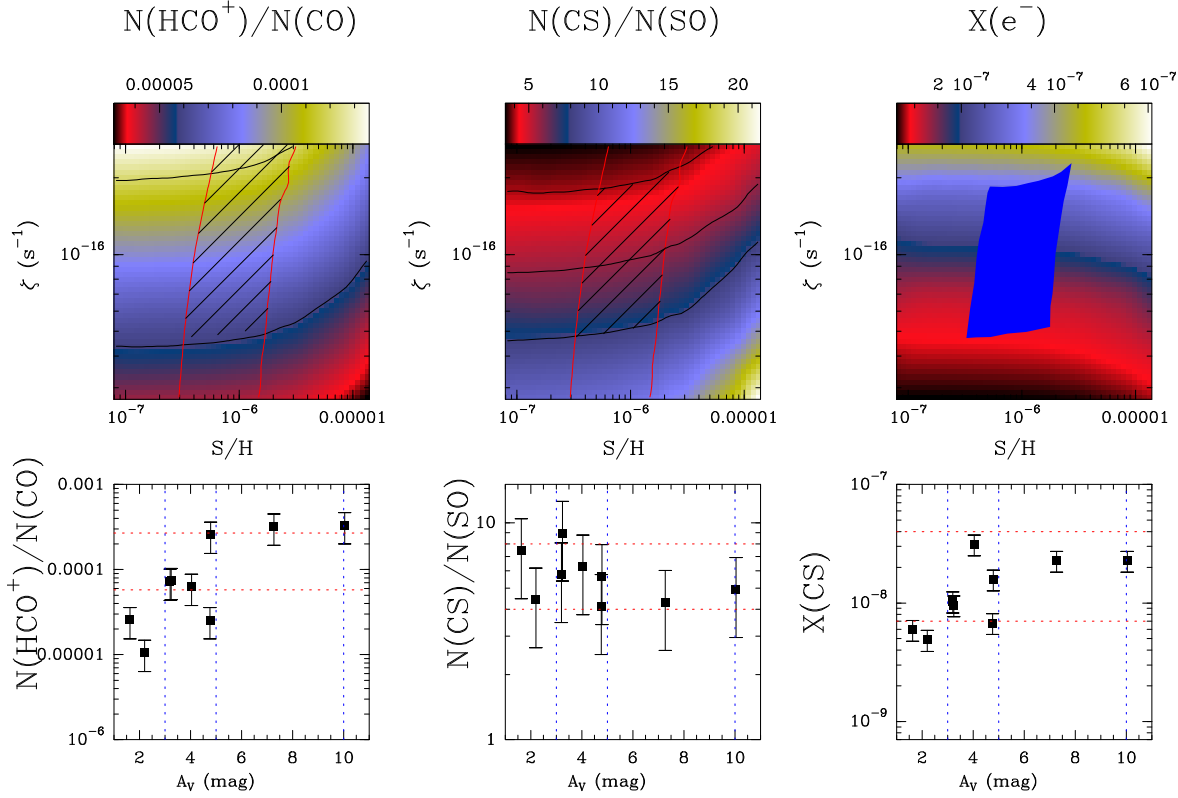 N(HCO⁺)/N(CO) N(CS)/N(SO) X(e⁻)
0.00005 0.0001 5 10 15 20 2 10⁻⁷ 4 10⁻⁷ 6 10⁻⁷
ζ (s⁻¹) 10⁻¹⁶ ζ (s⁻¹) 10⁻¹⁶ ζ (s⁻¹) 10⁻¹⁶
10⁻⁷ 10⁻⁶ 0.00001 10⁻⁷ 10⁻⁶ 0.00001 10⁻⁷ 10⁻⁶ 0.00001
S/H S/H S/H
N(HCO⁺)/N(CO) N(CS)/N(SO) X(CS)
0.001 10⁻⁷
10
0.0001
10⁻⁸
0.00001
10⁻⁹
10⁻⁶ 1
2 4 6 8 10 2 4 6 8 10 2 4 6 8 10
Aᵥ (mag) Aᵥ (mag) Aᵥ (mag)